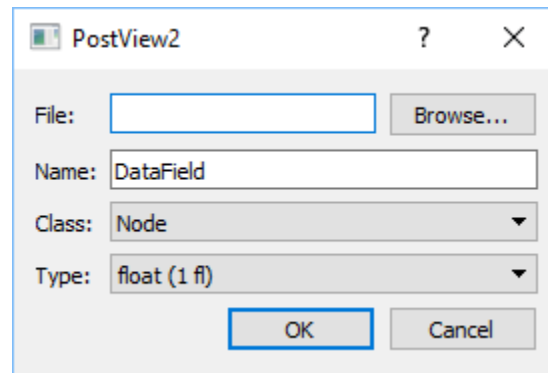 PostView2 ?
File: Browse...
Name: DataField
Class: Node
Type: float (1 fl)
OK Cancel